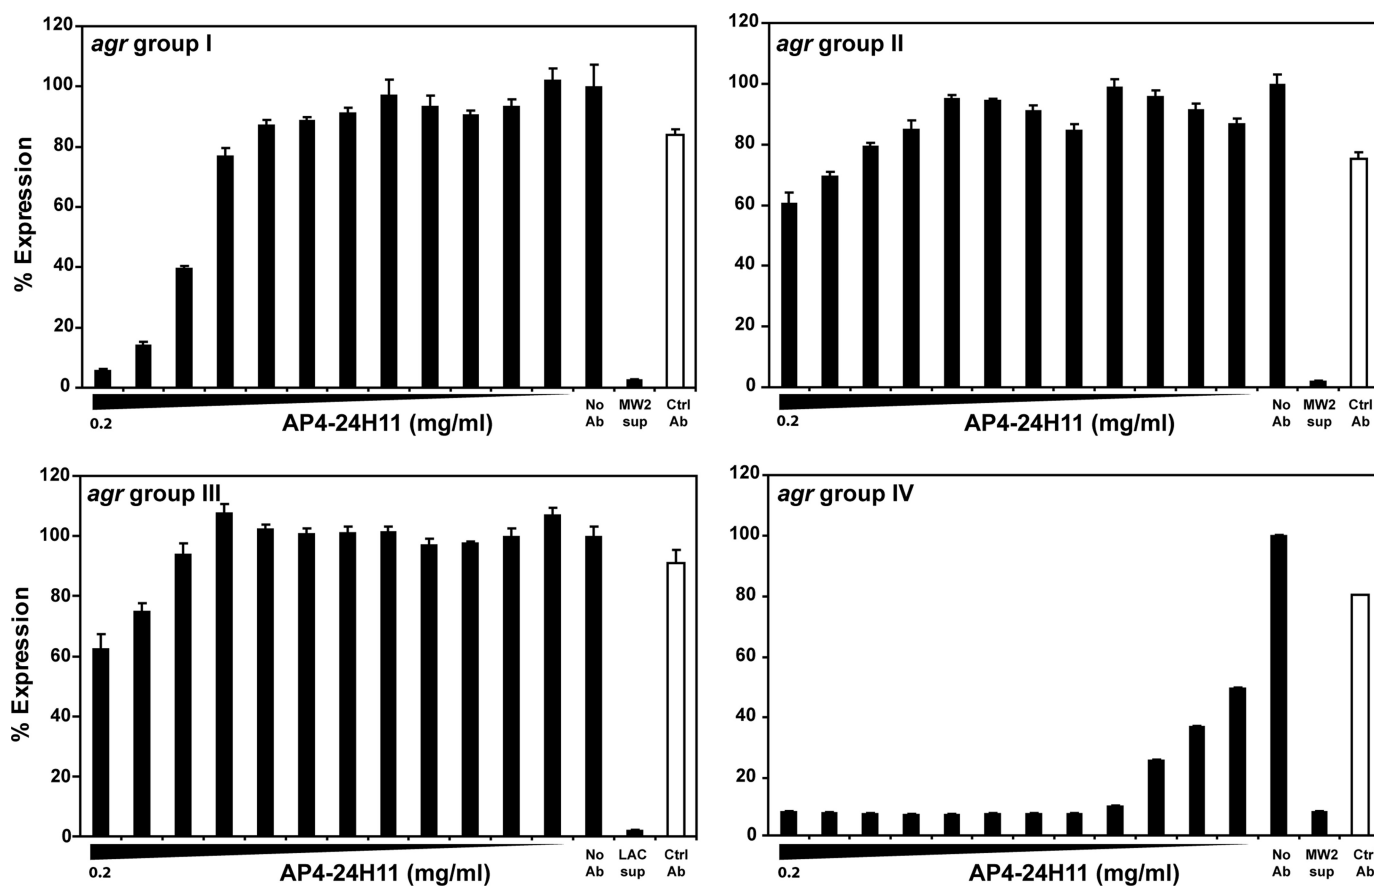 agr group I
% Expression
120
100
80
60
40
20
0
0.2
AP4-24H11 (mg/ml)
No Ab
MW2 sup
Ctrl Ab
agr group II
120
100
80
60
40
20
0
0.2
AP4-24H11 (mg/ml)
No Ab
MW2 sup
Ctrl Ab
agr group III
% Expression
120
100
80
60
40
20
0
0.2
AP4-24H11 (mg/ml)
No Ab
LAC sup
Ctrl Ab
agr group IV
120
100
80
60
40
20
0
0.2
AP4-24H11 (mg/ml)
No Ab
MW2 sup
Ctrl Ab